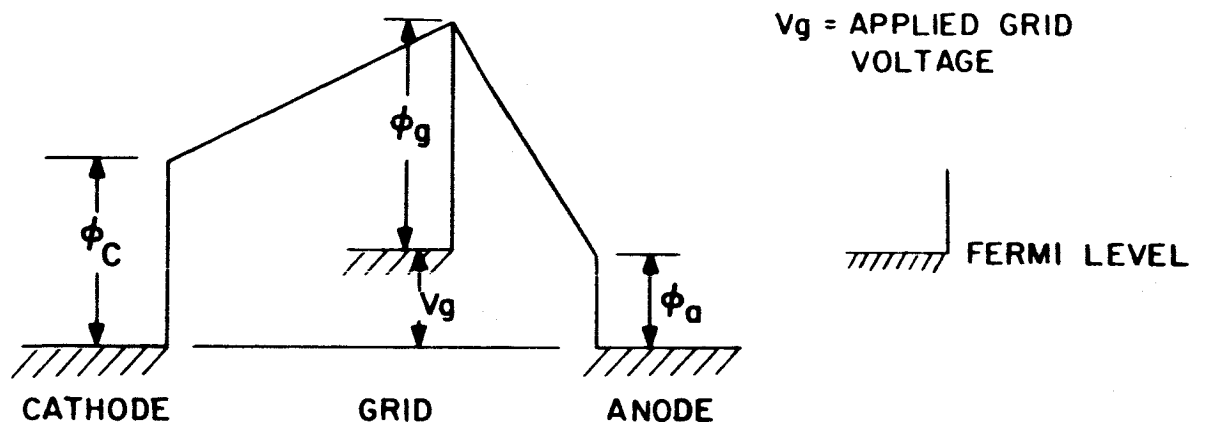 Vg = APPLIED GRID
VOLTAGE
ϕg
ϕC
Vg
ϕa
FERMI LEVEL
CATHODE
GRID
ANODE